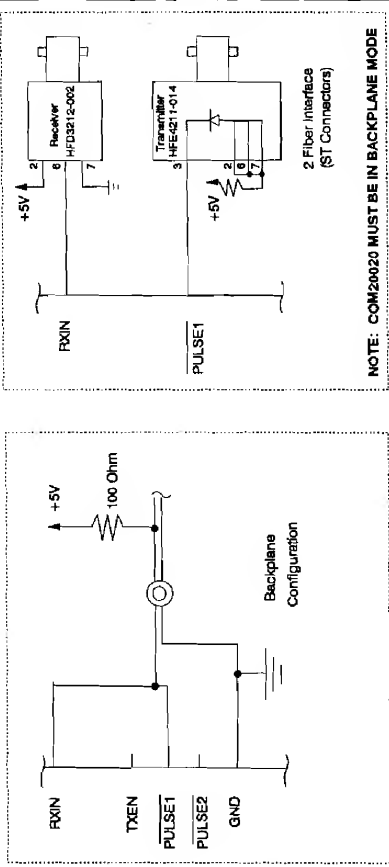 RXIN
TXEN
PULSE1
PULSE2
GND
+5V
100 Ohm
Backplane
Configuration
RXIN
PULSE1
+5V
2
6
7
Receiver
HFD3212-002
3
+5V
2
6
7
Transmitter
HFE4211-014
2 Fiber Interface
(ST Connectors)
NOTE: COM20020 MUST BE IN BACKPLANE MODE